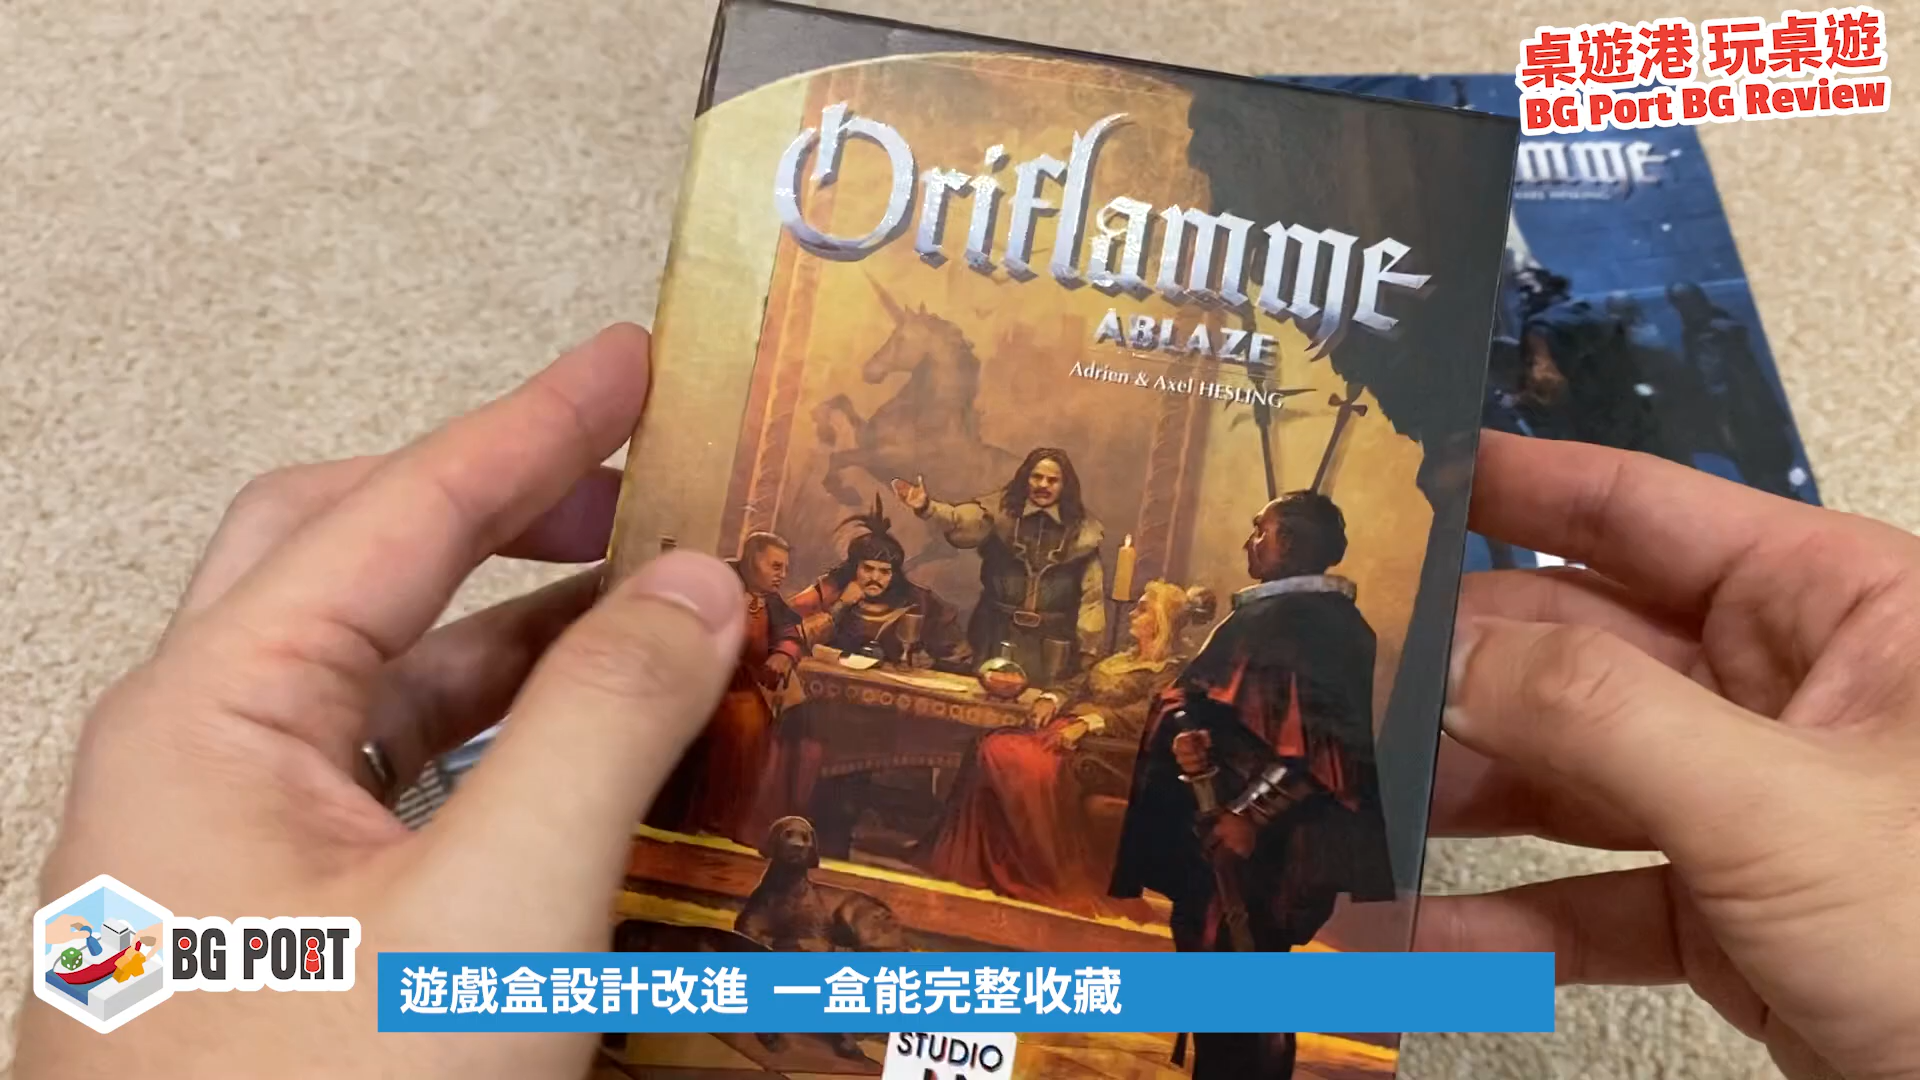 桌遊港 玩桌遊
BG Port BG Review
Oriflamme
ABLAZE
Adrien & Axel HESLING
MME
BG PORT
遊戲盒設計改進 一盒能完整收藏
STUDIO